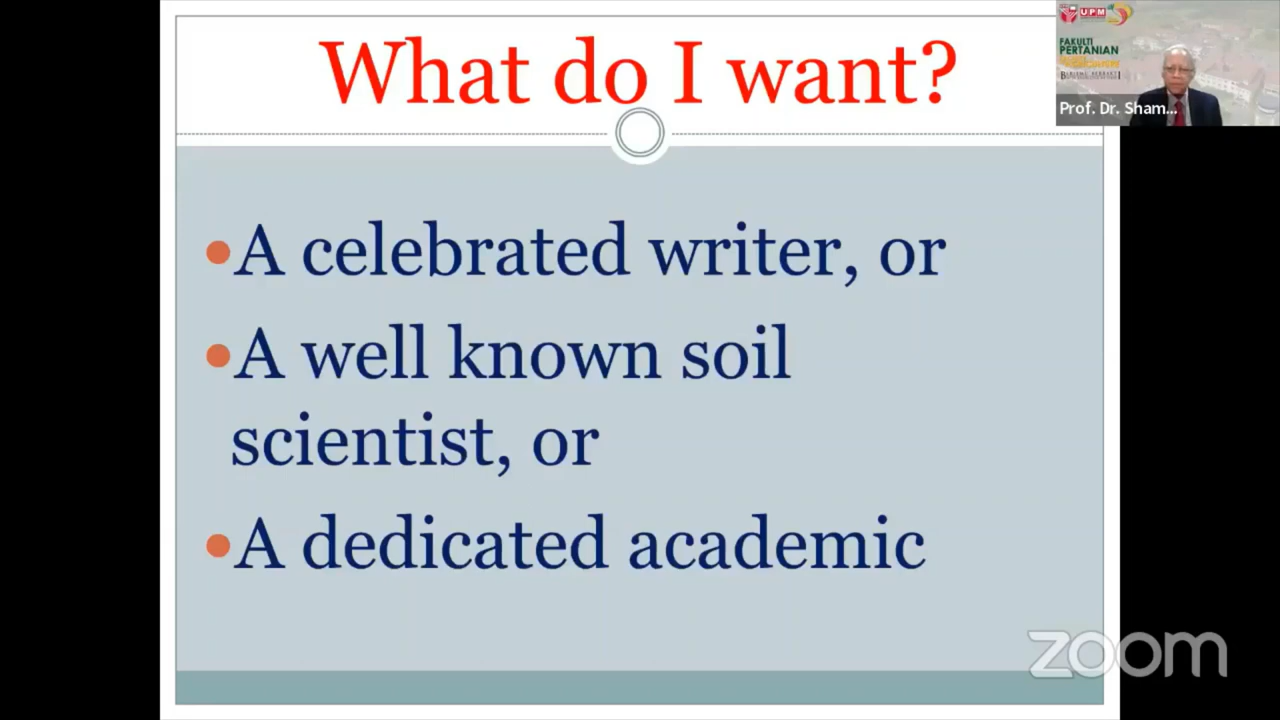 What do I want?
•A celebrated writer, or
•A well known soil
scientist, or
•A dedicated academic
UPM
FAKULTI
PERTANIAN
Prof. Dr. Sham...
zoom